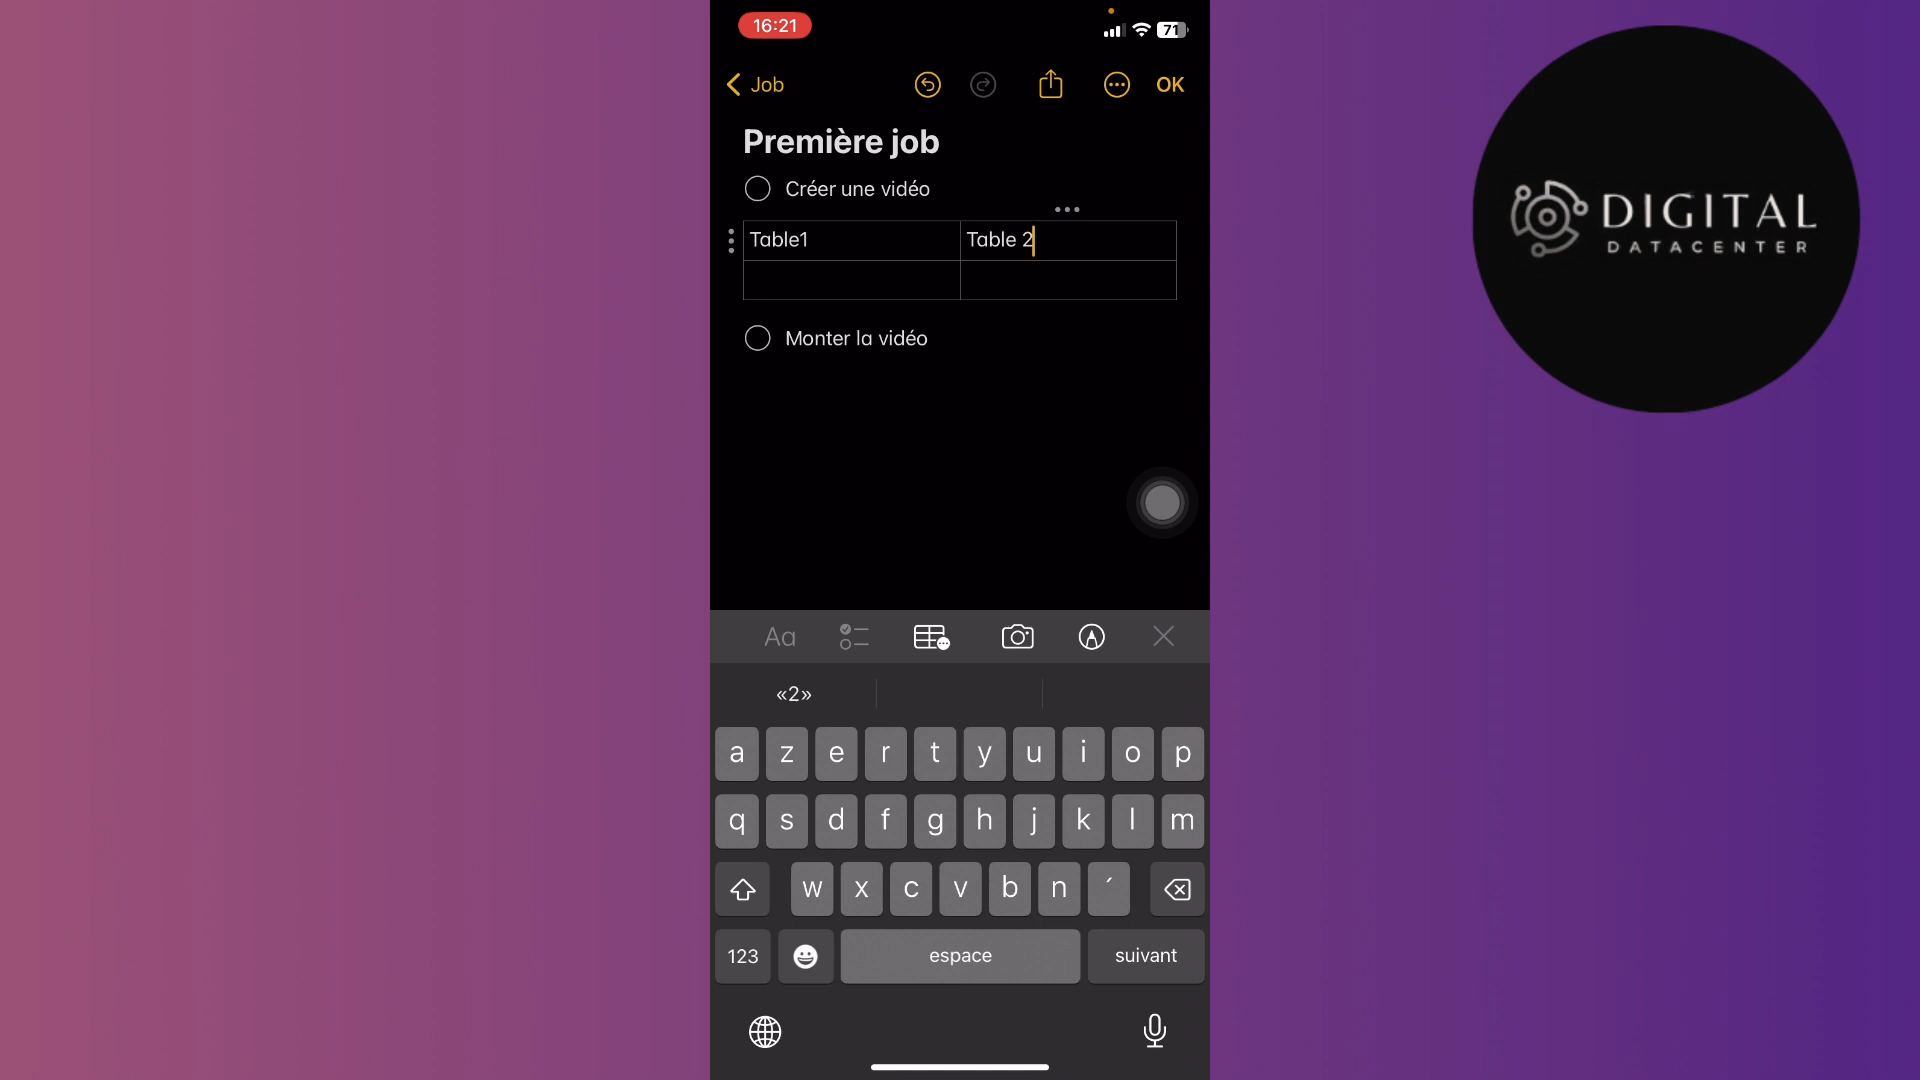 16:21
71
Job
OK
Première job
Créer une vidéo
Table1 Table 2
Monter la vidéo
Aa
«2»
a z e r t y u i o p
q s d f g h j k l m
w x c v b n ´
123 espace suivant
DIGITAL
DATACENTER